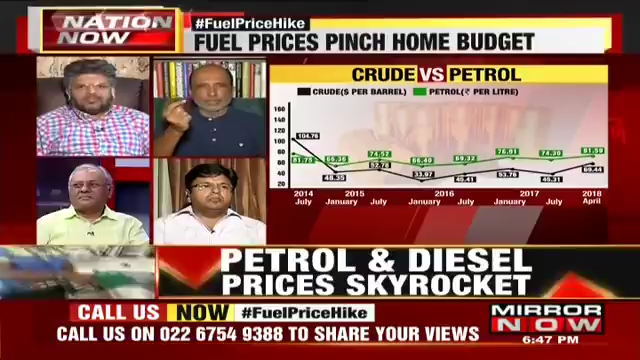 NATION
NOW
#FuelPriceHike
FUEL PRICES PINCH HOME BUDGET
CRUDE VS PETROL
CRUDE($ PER BARREL) PETROL(₹ PER LITRE)
160
140
120
100
80
60
40
20
104.76
81.75 65.36 74.52 66.40 69.32 76.91 74.30 81.59
48.35 52.78 33.97 45.41 53.76 45.31 69.44
2014 2015 2016 2017 2018
July January July January July January July April
PETROL & DIESEL
PRICES SKYROCKET
CALL US NOW #FuelPriceHike
CALL US ON 022 6754 9388 TO SHARE YOUR VIEWS
MIRROR
NOW
6:47 PM